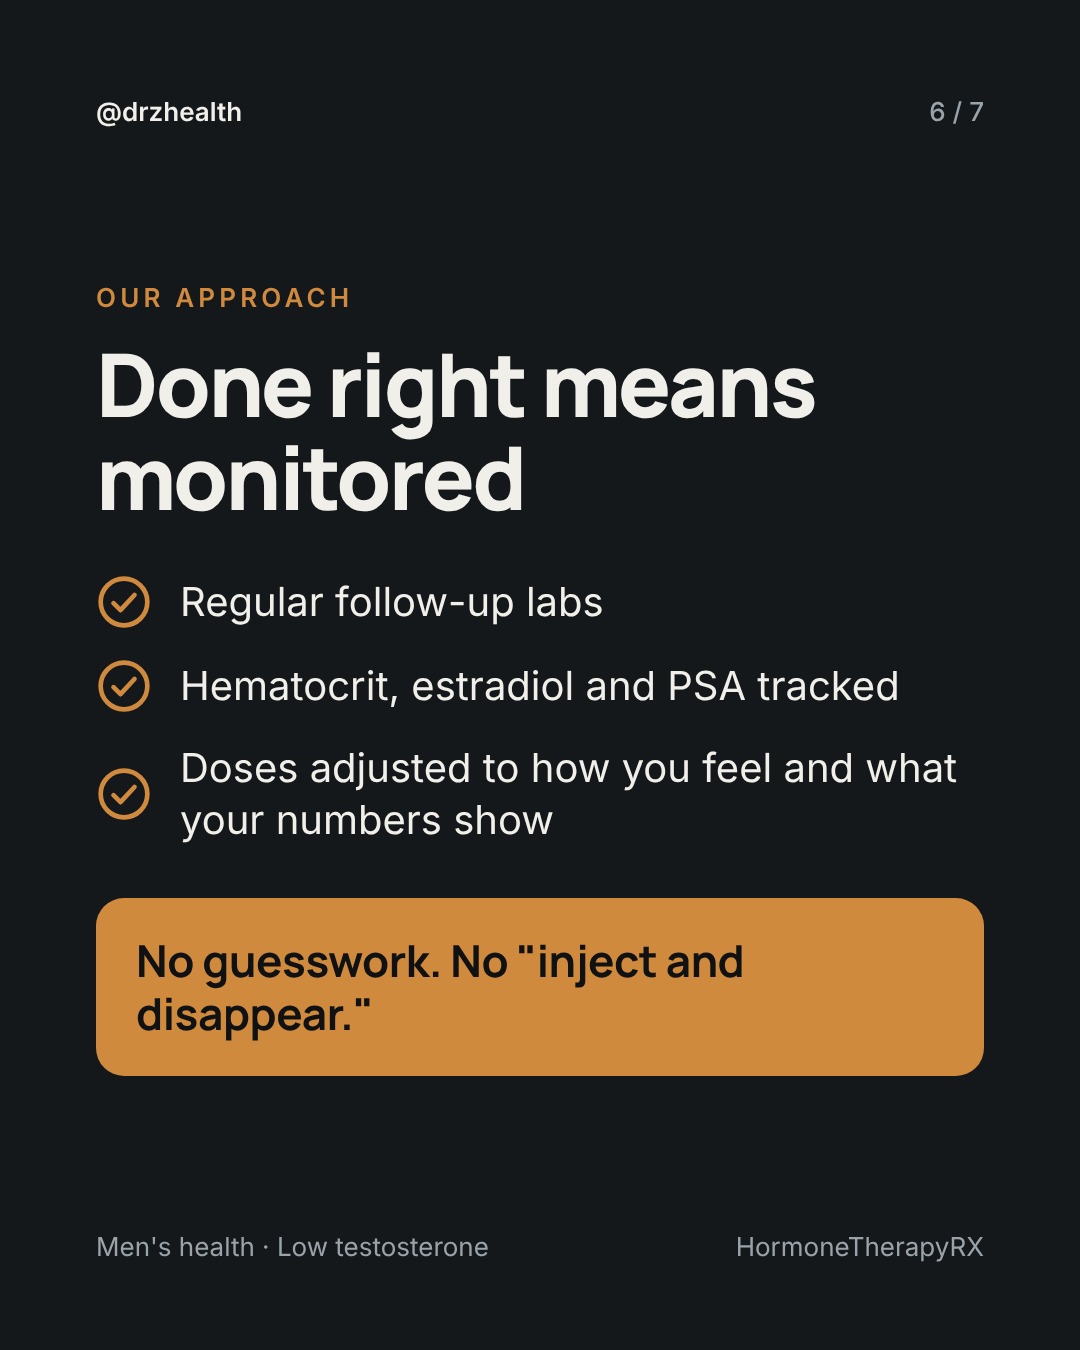 @drzhealth
6 / 7
OUR APPROACH
Done right means
monitored
Regular follow-up labs
Hematocrit, estradiol and PSA tracked
Doses adjusted to how you feel and what
your numbers show
No guesswork. No "inject and
disappear."
Men's health · Low testosterone
HormoneTherapyRX